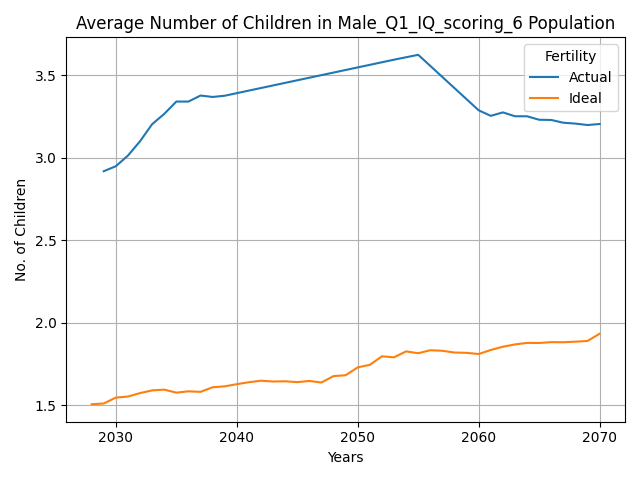 Average Number of Children in Male_Q1_IQ_scoring_6 Population
Fertility
Actual
Ideal
3.5
3.0
2.5
2.0
1.5
No. of Children
2030
2040
2050
2060
2070
Years